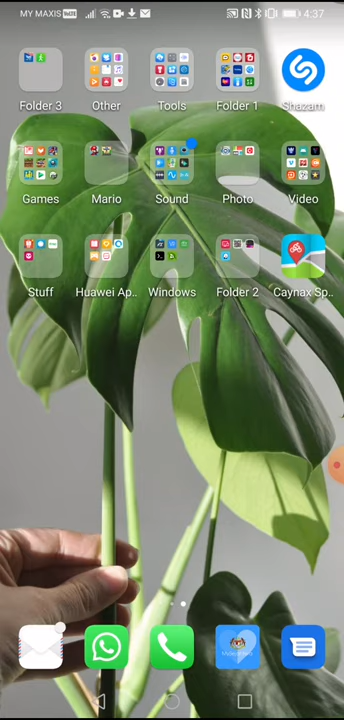 MY MAXIS VoLTE 4:37
Folder 3 Other Tools Folder 1 Shazam
Games Mario Sound Photo Video
Stuff Huawei Ap.. Windows Folder 2 Caynax Sp..